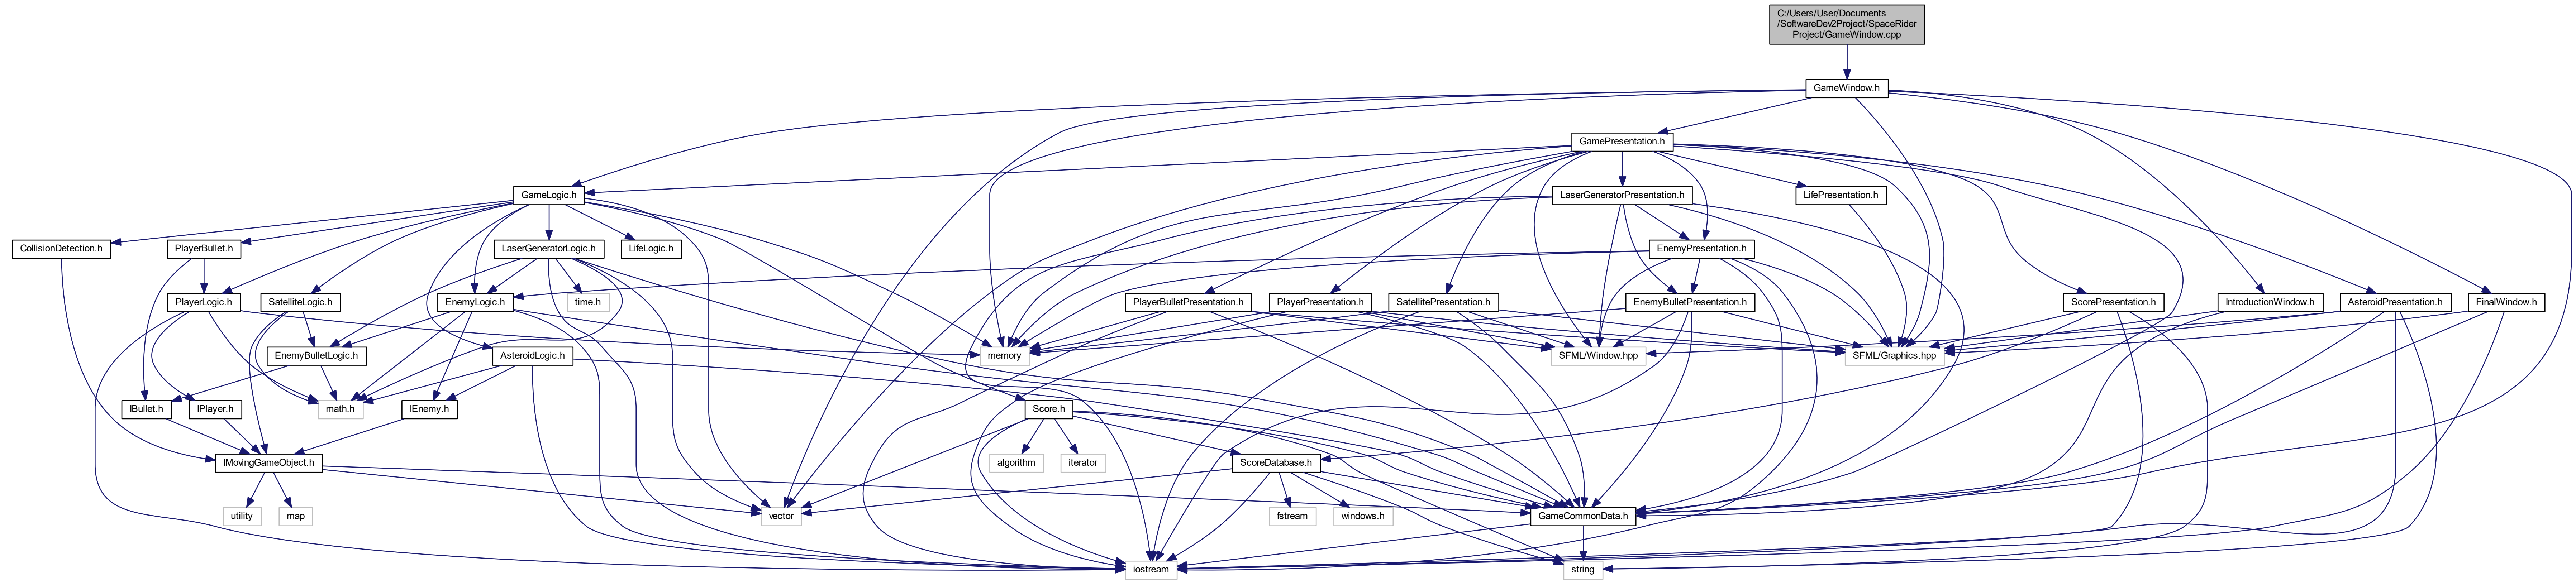 C:/Users/User/Documents
/SoftwareDev2Project/SpaceRider
Project/GameWindow.cpp
GameWindow.h
GamePresentation.h
GameLogic.h
LaserGeneratorPresentation.h
LifePresentation.h
CollisionDetection.h
PlayerBullet.h
LaserGeneratorLogic.h
LifeLogic.h
EnemyPresentation.h
PlayerLogic.h
SatelliteLogic.h
EnemyLogic.h
time.h
PlayerBulletPresentation.h
PlayerPresentation.h
SatellitePresentation.h
EnemyBulletPresentation.h
ScorePresentation.h
IntroductionWindow.h
AsteroidPresentation.h
FinalWindow.h
EnemyBulletLogic.h
AsteroidLogic.h
memory
SFML/Window.hpp
SFML/Graphics.hpp
IBullet.h
IPlayer.h
math.h
IEnemy.h
Score.h
IMovingGameObject.h
algorithm
iterator
ScoreDatabase.h
utility
map
vector
fstream
windows.h
GameCommonData.h
iostream
string